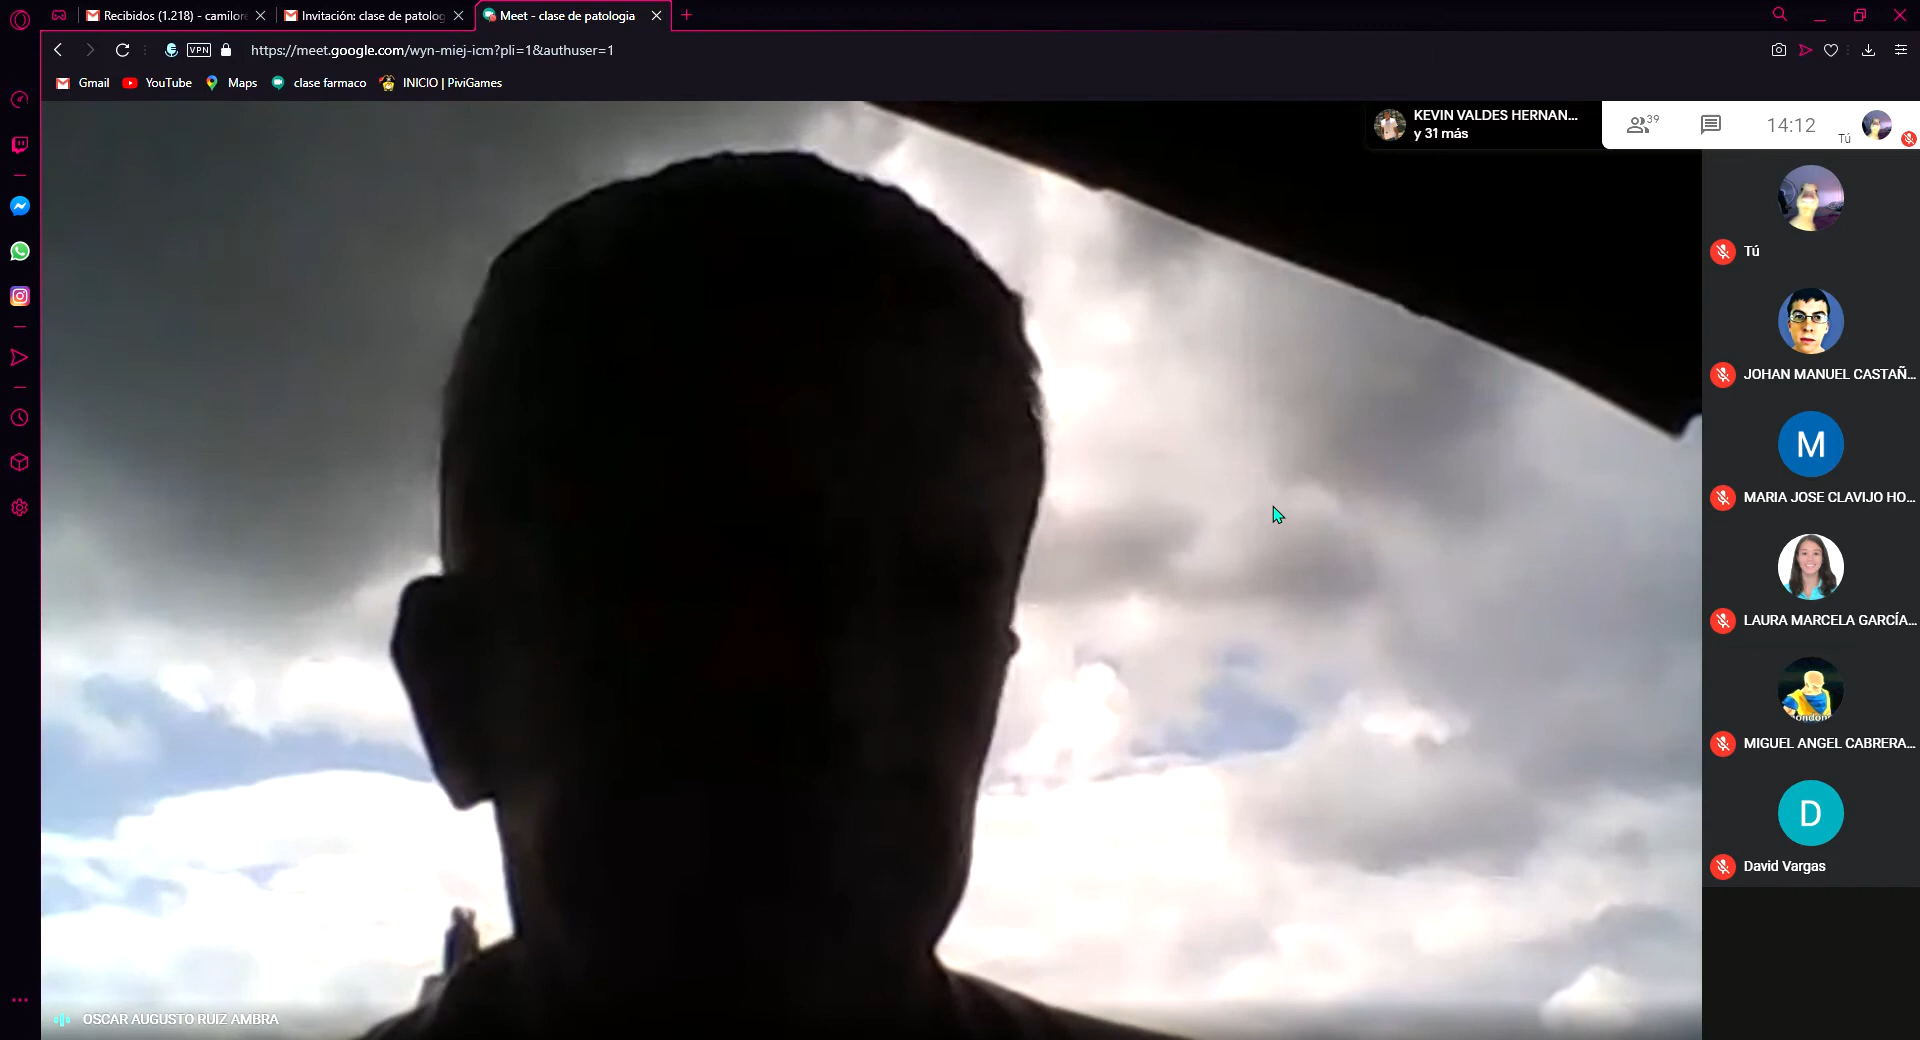 Recibidos (1.218) - camilore
Invitación: clase de patolog
Meet - clase de patologia
VPN
https://meet.google.com/wyn-miej-icm?pli=1&authuser=1
Gmail
YouTube
Maps
clase farmaco
INICIO | PiviGames
KEVIN VALDES HERNAN...
y 31 más
39
14:12
Tú
Tú
JOHAN MANUEL CASTAÑ...
M
MARIA JOSE CLAVIJO HO...
LAURA MARCELA GARCÍA...
MIGUEL ANGEL CABRERA...
D
David Vargas
OSCAR AUGUSTO RUIZ AMBRA